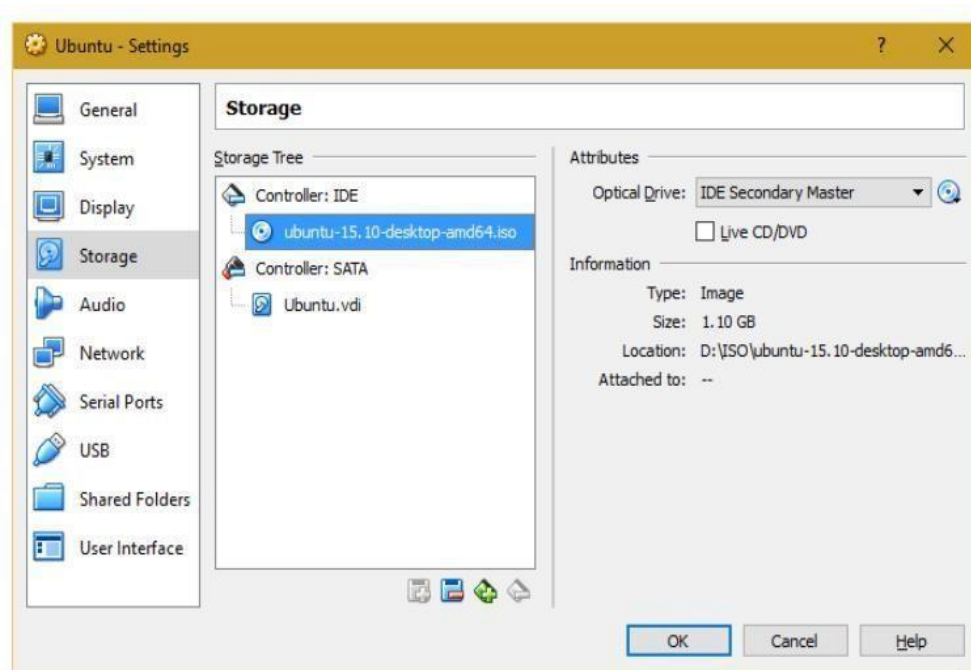 Ubuntu - Settings
?
General
System
Display
Storage
Audio
Network
Serial Ports
USB
Shared Folders
User Interface
Storage
Storage Tree
Controller: IDE
ubuntu-15.10-desktop-amd64.iso
Controller: SATA
Ubuntu.vdi
Attributes
Optical Drive: IDE Secondary Master
Live CD/DVD
Information
Type: Image
Size: 1.10 GB
Location: D:\ISO\ubuntu-15.10-desktop-amd6...
Attached to: --
OK Cancel Help